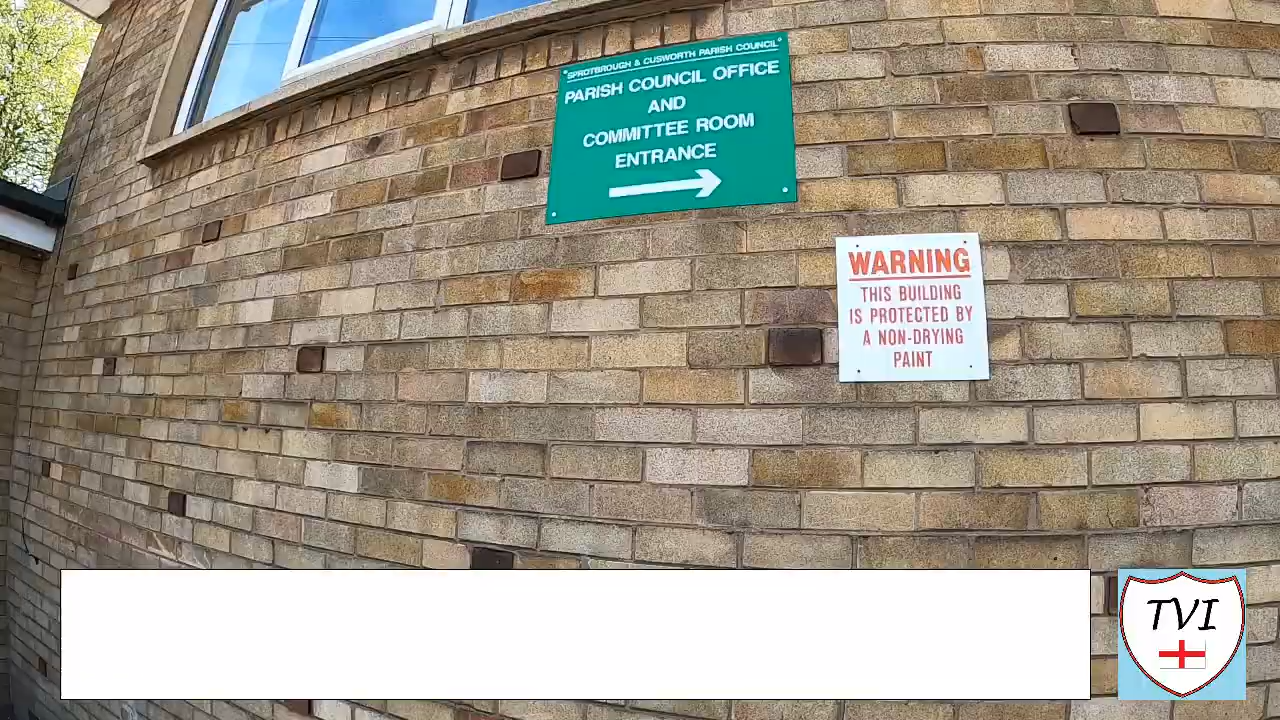 SPROTBROUGH & CUSWORTH PARISH COUNCIL
PARISH COUNCIL OFFICE
AND
COMMITTEE ROOM
ENTRANCE
WARNING
THIS BUILDING
IS PROTECTED BY
A NON-DRYING
PAINT
TVI